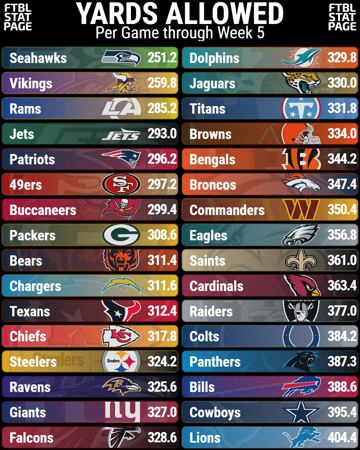 FTBL
STAT
PAGE
YARDS ALLOWED
Per Game through Week 5
FTBL
STAT
PAGE
Seahawks 251.2
Vikings 259.8
Rams 285.2
Jets JETS 293.0
Patriots 296.2
49ers SF 297.2
Buccaneers 299.4
Packers G 308.6
Bears 311.4
Chargers 311.6
Texans 312.4
Chiefs KC 317.8
Steelers Steelers 324.2
Ravens 325.6
Giants ny 327.0
Falcons 328.6
Dolphins 329.8
Jaguars 330.0
Titans 331.8
Browns 334.0
Bengals B 344.2
Broncos 347.4
Commanders W 350.4
Eagles 356.8
Saints 361.0
Cardinals 363.4
Raiders 377.0
Colts 384.2
Panthers 387.3
Bills 388.6
Cowboys 395.4
Lions 404.4